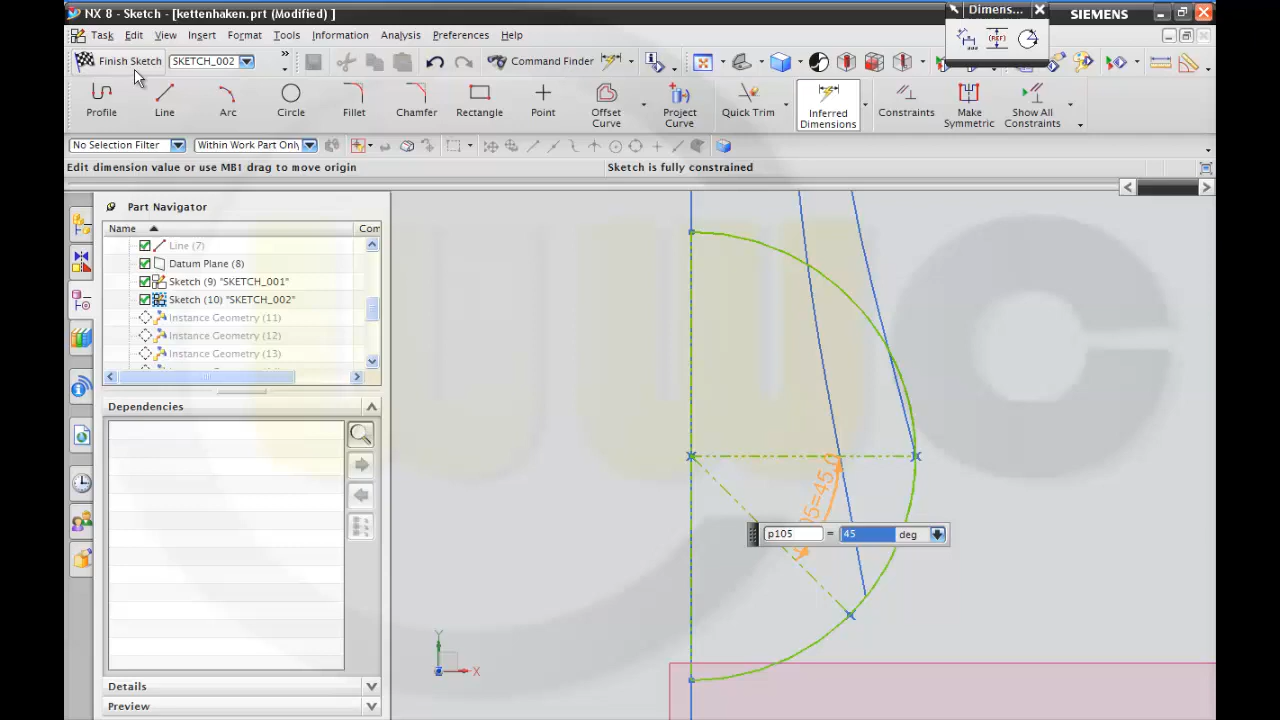 NX 8 - Sketch - [kettenhaken.prt (Modified) ]
Dimens...
SIEMENS
Task Edit View Insert Format Tools Information Analysis Preferences Help
Finish Sketch SKETCH_002 Command Finder
Profile Line Arc Circle Fillet Chamfer Rectangle Point Offset Curve Project Curve Quick Trim Inferred Dimensions Constraints Make Symmetric Show All Constraints
No Selection Filter Within Work Part Only
Edit dimension value or use MB1 drag to move origin Sketch is fully constrained
Part Navigator
Name Com
Line (7)
Datum Plane (8)
Sketch (9) "SKETCH_001"
Sketch (10) "SKETCH_002"
Instance Geometry (11)
Instance Geometry (12)
Instance Geometry (13)
Dependencies
05=45.0
p105 = 45 deg
Y
X
Details
Preview